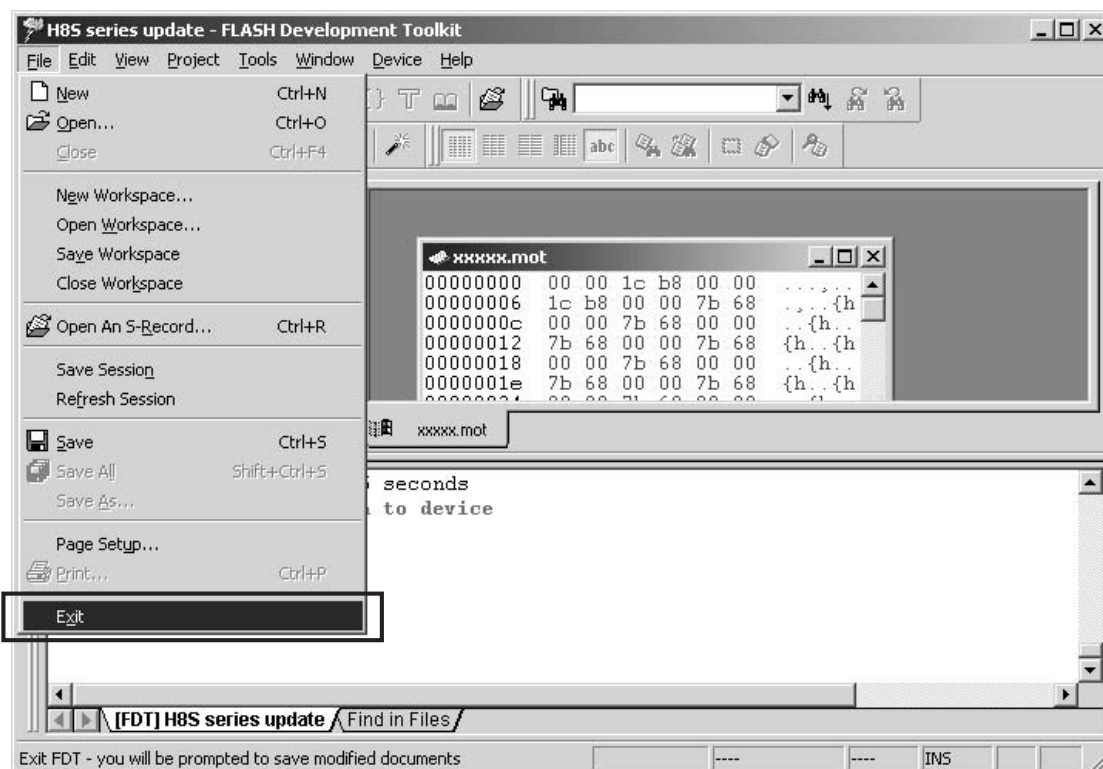 H8S series update - FLASH Development Toolkit
File Edit View Project Tools Window Device Help
New Ctrl+N
Open... Ctrl+O
Close Ctrl+F4
New Workspace...
Open Workspace...
Save Workspace
Close Workspace
Open An S-Record... Ctrl+R
Save Session
Refresh Session
Save Ctrl+S
Save All Shift+Ctrl+S
Save As...
Page Setup...
Print... Ctrl+P
Exit
abc
xxxxx.mot
00000000 00 00 1c b8 00 00 ...,..
00000006 1c b8 00 00 7b 68 .,..{h
0000000c 00 00 7b 68 00 00 ..{h..
00000012 7b 68 00 00 7b 68 {h..{h
00000018 00 00 7b 68 00 00 ..{h..
0000001e 7b 68 00 00 7b 68 {h..{h
xxxxx.mot
seconds
to device
[FDT] H8S series update Find in Files
Exit FDT - you will be prompted to save modified documents ---- ---- INS